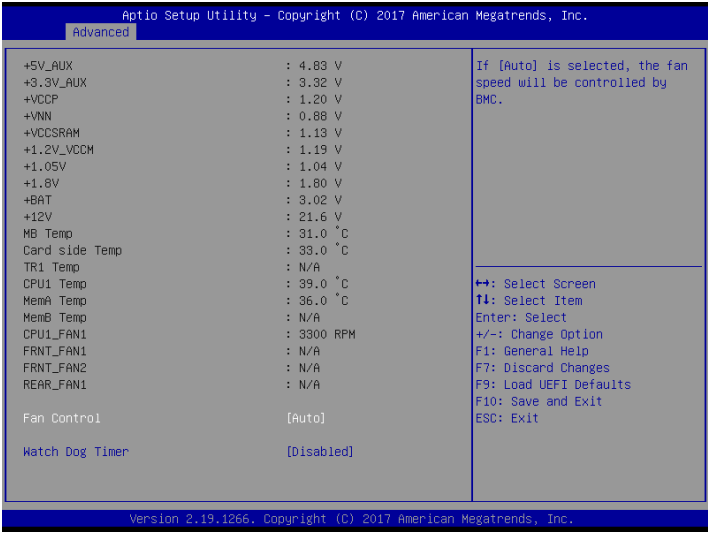 Aptio Setup Utility – Copyright (C) 2017 American Megatrends, Inc.
Advanced
+5V_AUX : 4.83 V
+3.3V_AUX : 3.32 V
+VCCP : 1.20 V
+VNN : 0.88 V
+VCCSRAM : 1.13 V
+1.2V_VCCM : 1.19 V
+1.05V : 1.04 V
+1.8V : 1.80 V
+BAT : 3.02 V
+12V : 21.6 V
MB Temp : 31.0 °C
Card side Temp : 33.0 °C
TR1 Temp : N/A
CPU1 Temp : 39.0 °C
MemA Temp : 36.0 °C
MemB Temp : N/A
CPU1_FAN1 : 3300 RPM
FRNT_FAN1 : N/A
FRNT_FAN2 : N/A
REAR_FAN1 : N/A
Fan Control [Auto]
Watch Dog Timer [Disabled]
If [Auto] is selected, the fan
speed will be controlled by
BMC.
↔: Select Screen
↑↓: Select Item
Enter: Select
+/-: Change Option
F1: General Help
F7: Discard Changes
F9: Load UEFI Defaults
F10: Save and Exit
ESC: Exit
Version 2.19.1266. Copyright (C) 2017 American Megatrends, Inc.